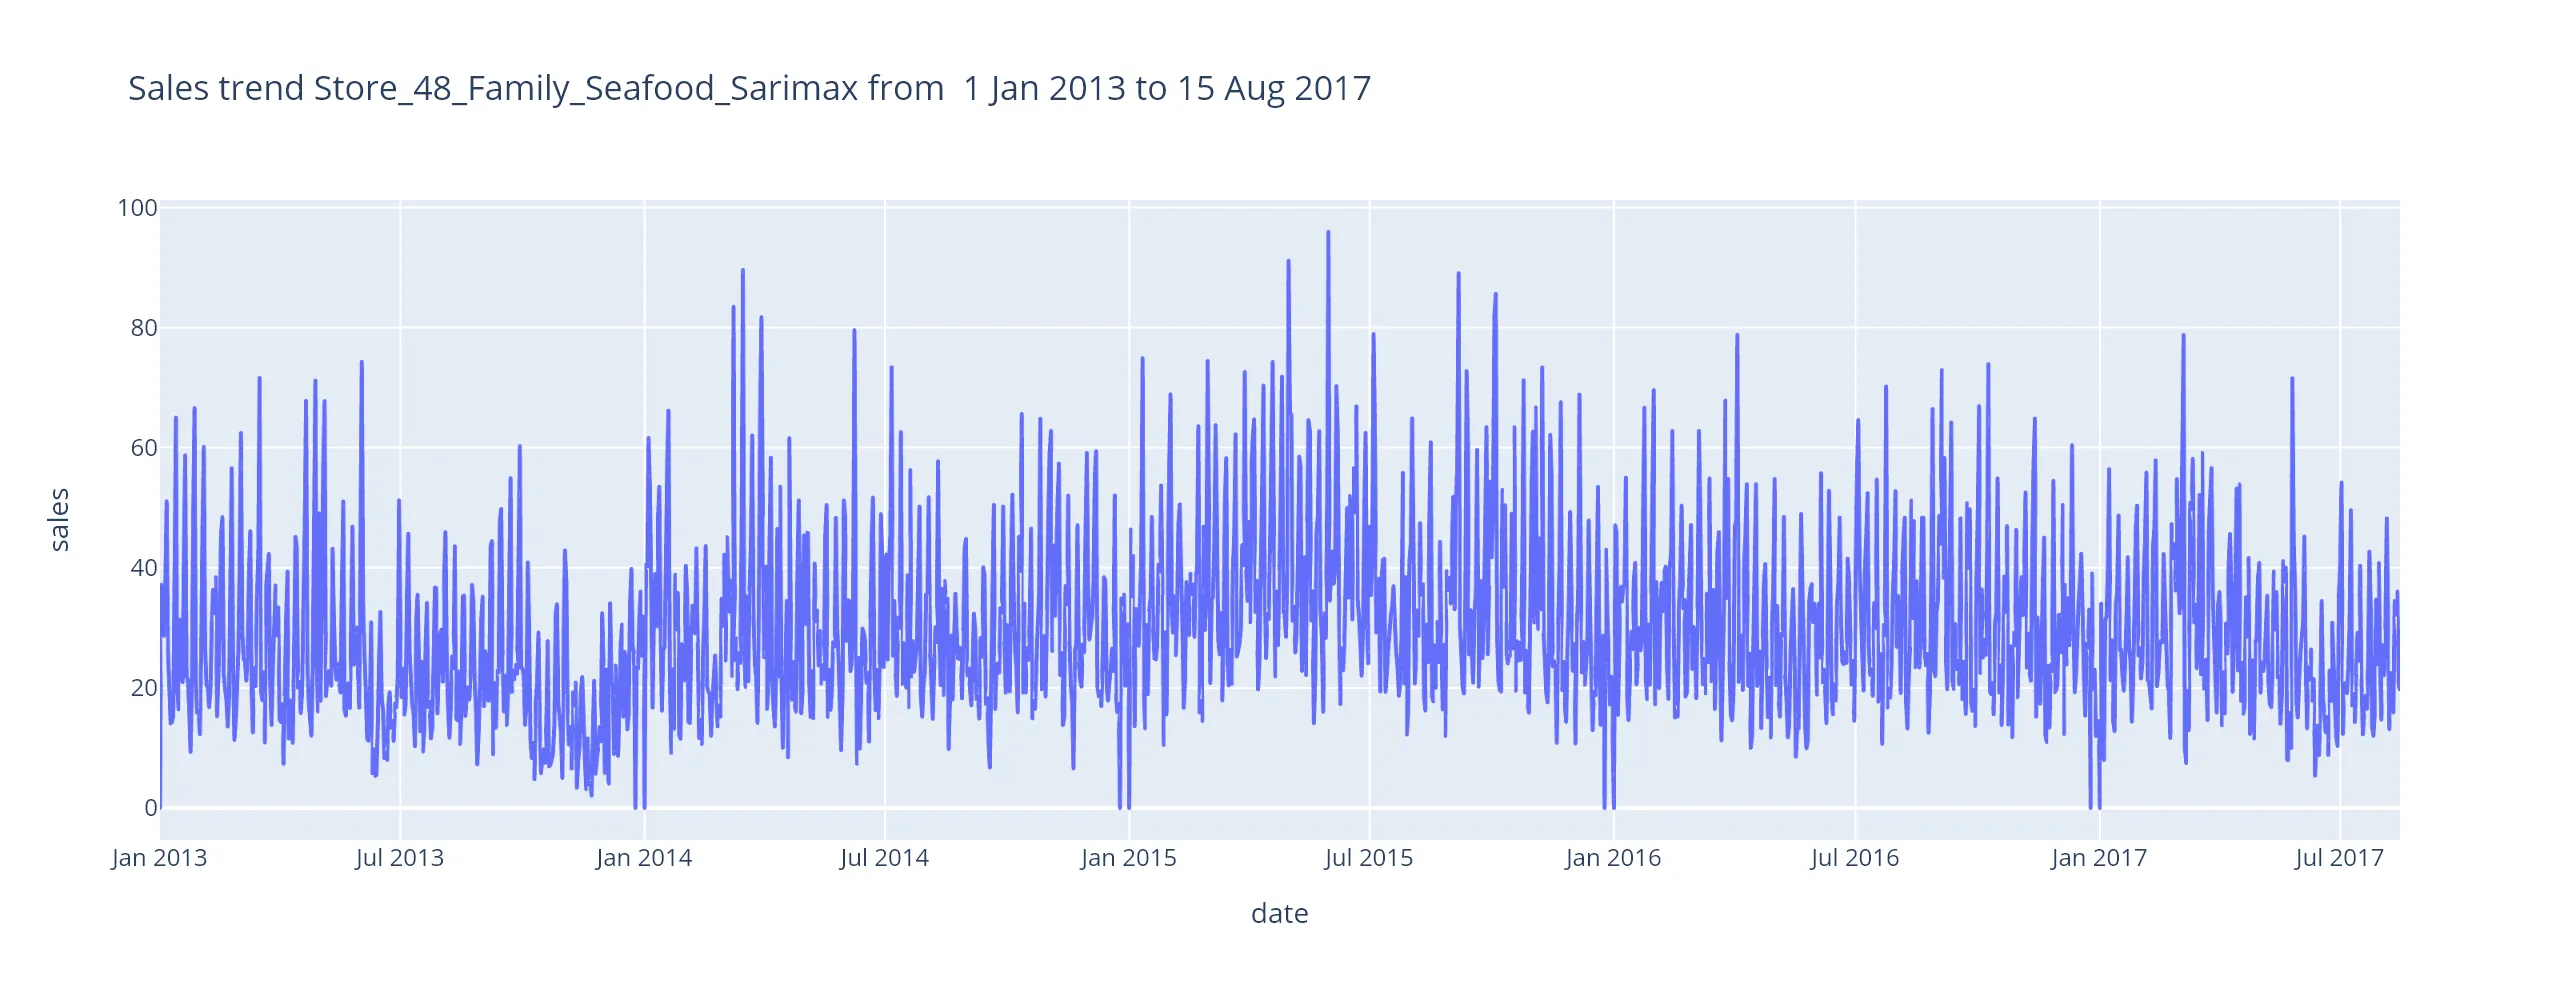 Sales trend Store_48_Family_Seafood_Sarimax from  1 Jan 2013 to 15 Aug 2017
sales
100
80
60
40
20
0
Jan 2013 Jul 2013 Jan 2014 Jul 2014 Jan 2015 Jul 2015 Jan 2016 Jul 2016 Jan 2017 Jul 2017
date